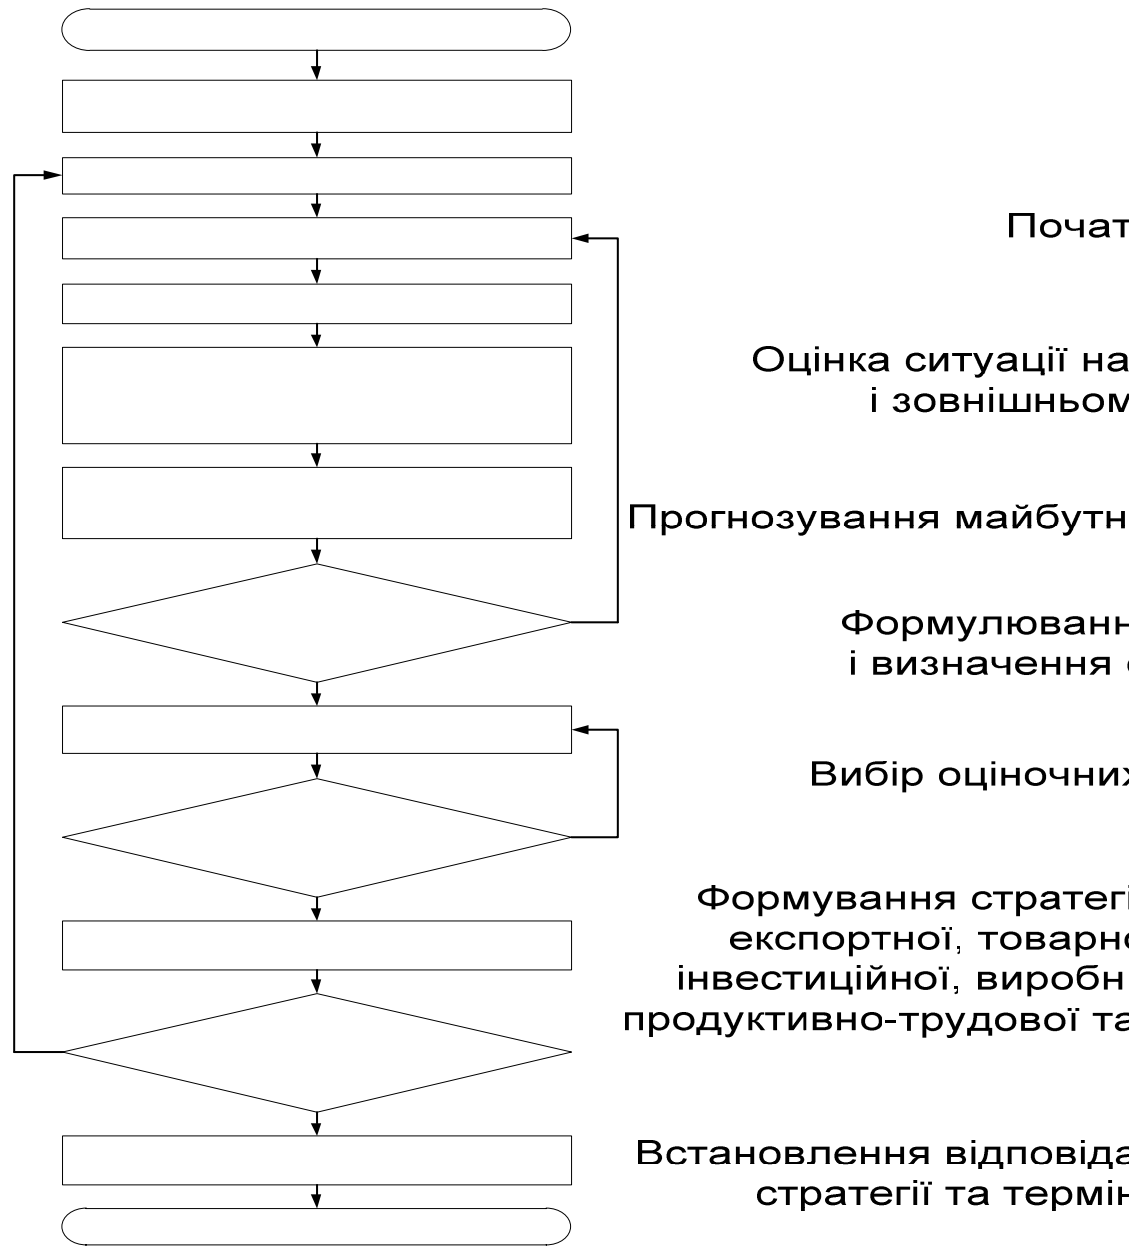 Почат
Оцінка ситуації на
і зовнішньом
Прогнозування майбутн
Формулюванн
і визначення
Вибір оціночних
Формування стратегі
експортної, товарно
інвестиційної, виробн
продуктивно-трудової та
Встановлення відповіда
стратегії та термін